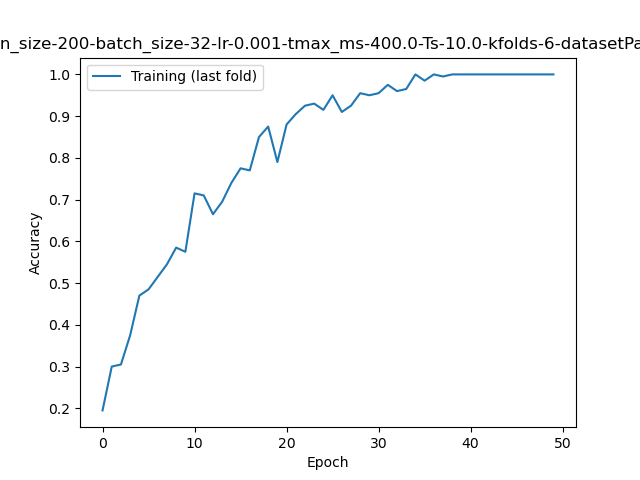 n_size-200-batch_size-32-lr-0.001-tmax_ms-400.0-Ts-10.0-kfolds-6-datasetPa
Training (last fold)
1.0
0.9
0.8
0.7
0.6
0.5
0.4
0.3
0.2
Accuracy
0 10 20 30 40 50
Epoch